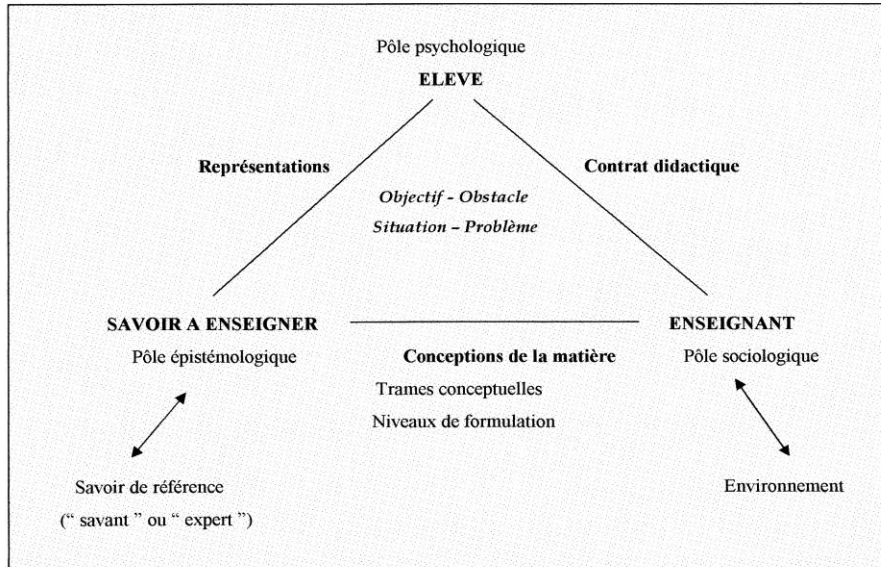 Pôle psychologique
ELEVE
Représentations
Contrat didactique
Objectif - Obstacle
Situation – Problème
SAVOIR A ENSEIGNER
ENSEIGNANT
Pôle épistémologique
Conceptions de la matière
Pôle sociologique
Trames conceptuelles
Niveaux de formulation
Savoir de référence
Environnement
(“ savant ” ou “ expert ”)